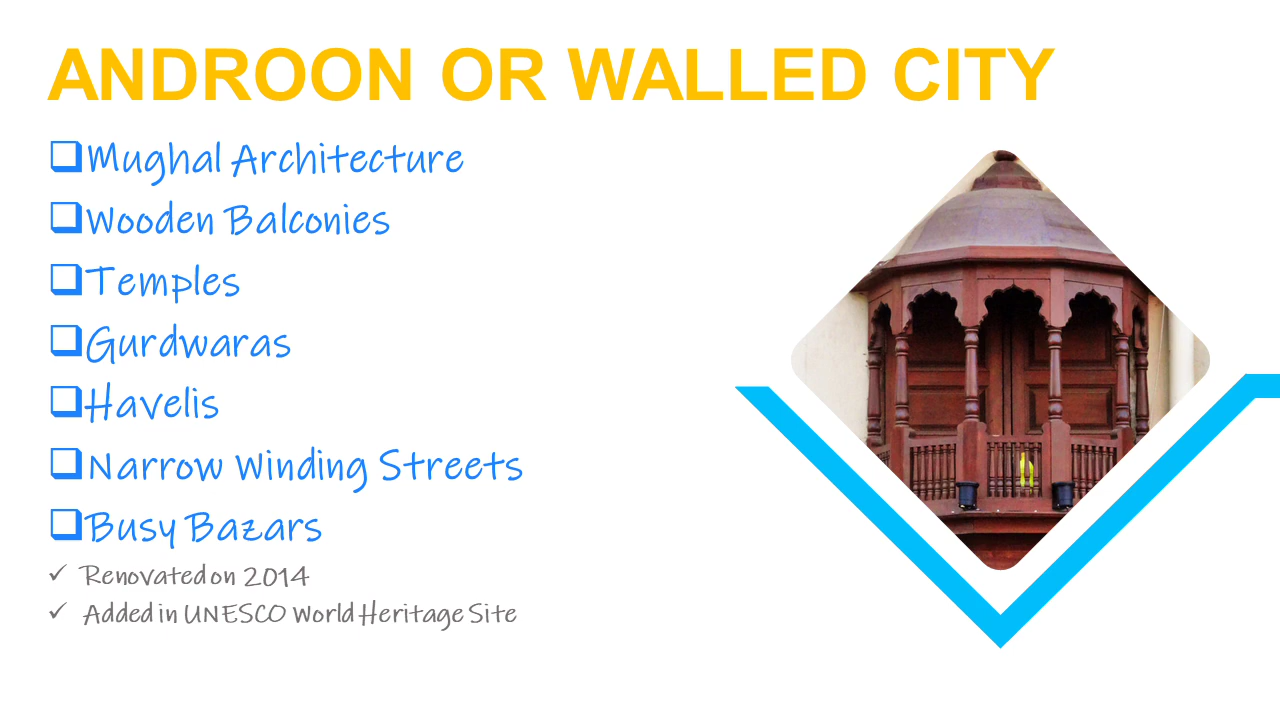 ANDROON OR WALLED CITY
❑Mughal Architecture
❑Wooden Balconies
❑Temples
❑Gurdwaras
❑Havelis
❑Narrow Winding Streets
❑Busy Bazars
✓ Renovated on 2014
✓ Added in UNESCO World Heritage Site